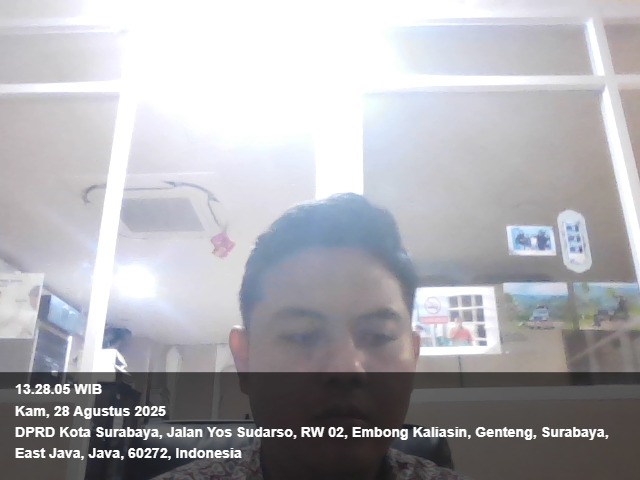 13.28.05 WIB
Kam, 28 Agustus 2025
DPRD Kota Surabaya, Jalan Yos Sudarso, RW 02, Embong Kaliasin, Genteng, Surabaya,
East Java, Java, 60272, Indonesia